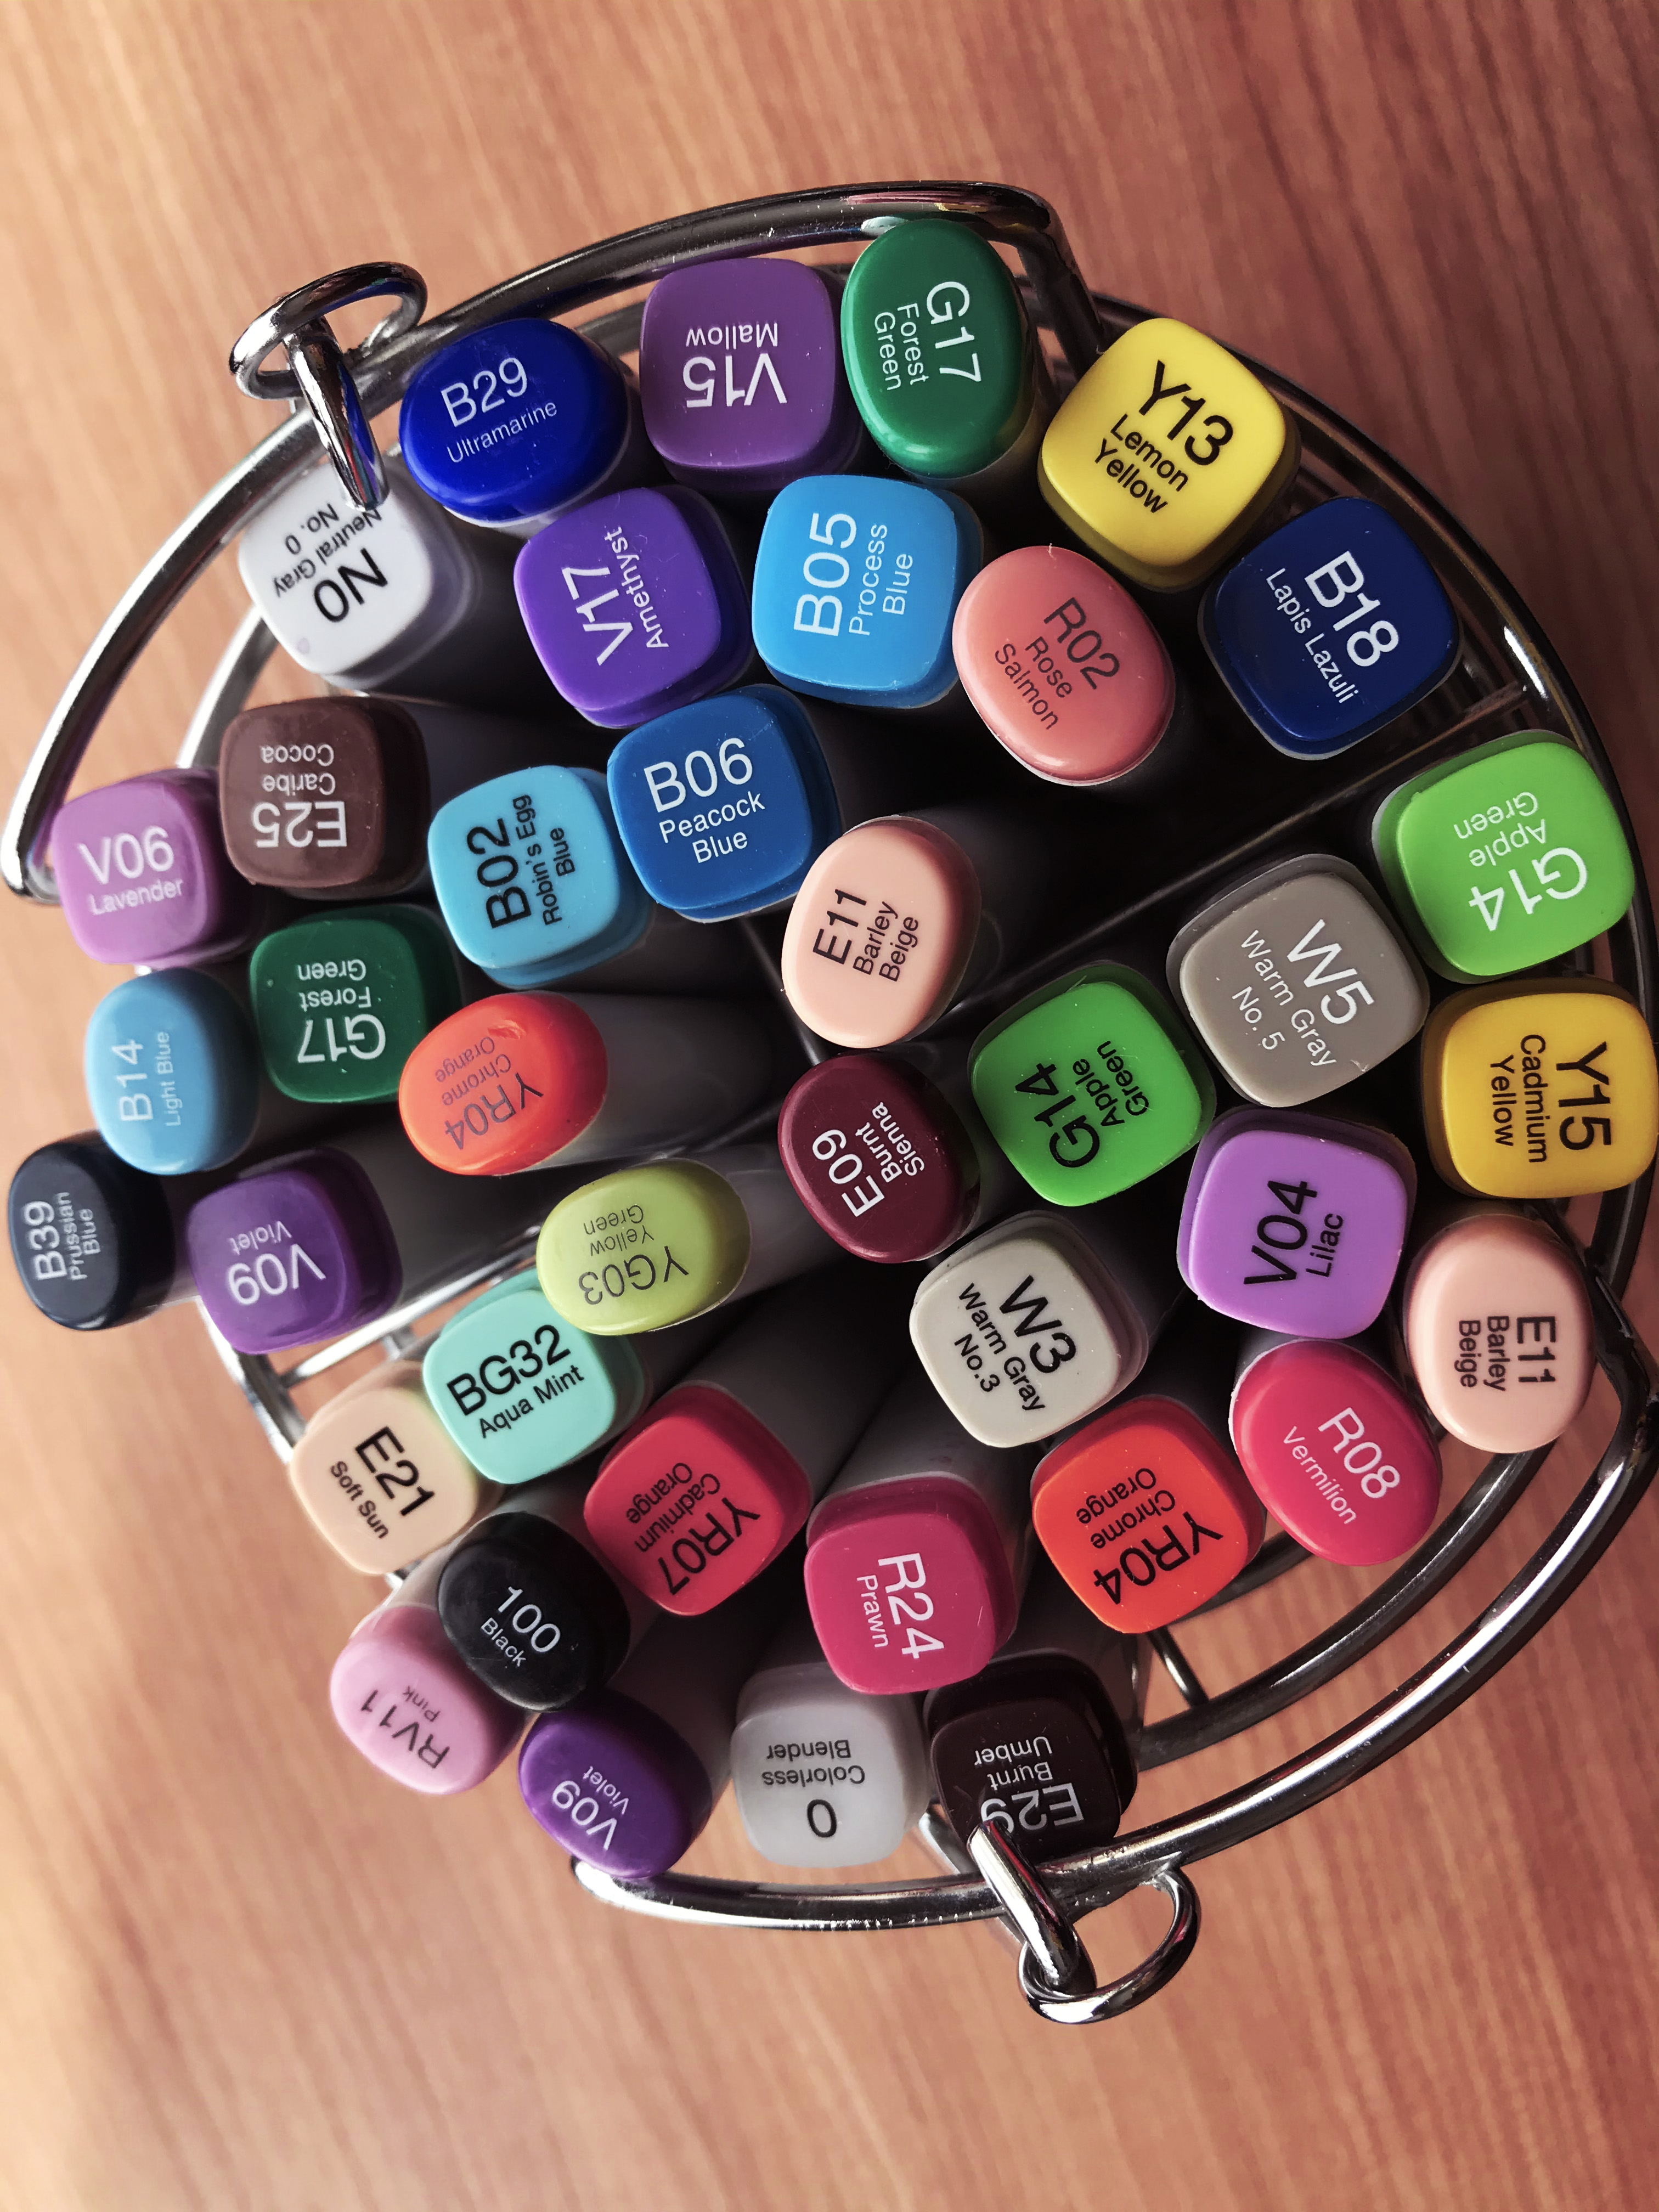 G17
Forest
Green
V15
Mallow
B29
Ultramarine
Y13
Lemon
Yellow
N0
Neutral Gray
No. 0
V17
Amethyst
B05
Process
Blue
R02
Rose
Salmon
B18
Lapis Lazuli
E25
Caribe
Cocoa
V06
Lavender
B02
Robin's Egg
Blue
B06
Peacock
Blue
E11
Barley
Beige
G14
Apple
Green
W5
Warm Gray
No. 5
G17
Forest
Green
B14
Light Blue
YR04
Chrome
Orange
G14
Apple
Green
Y15
Cadmium
Yellow
E09
Burnt
Sienna
B39
Prussian
Blue
V09
Violet
YG03
Yellow
Green
V04
Lilac
BG32
Aqua Mint
W3
Warm Gray
No.3
E11
Barley
Beige
E21
Soft Sun
YR07
Cadmium
Orange
R08
Vermilion
YR04
Chrome
Orange
100
Black
R24
Prawn
RV11
Pink
V09
Violet
0
Colorless
Blender
E29
Burnt
Umber